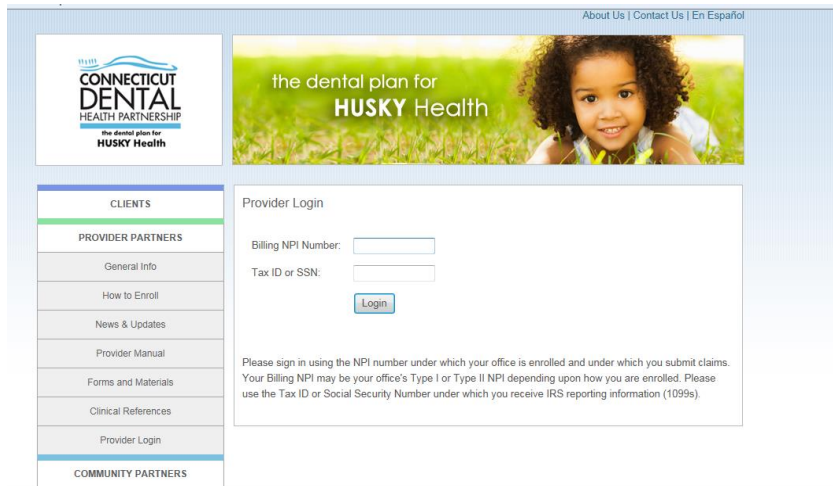 About Us | Contact Us | En Español
CONNECTICUT
DENTAL
HEALTH PARTNERSHIP
the dental plan for
HUSKY Health
the dental plan for
HUSKY Health
CLIENTS
PROVIDER PARTNERS
General Info
How to Enroll
News & Updates
Provider Manual
Forms and Materials
Clinical References
Provider Login
COMMUNITY PARTNERS
Provider Login
Billing NPI Number:
Tax ID or SSN:
Login
Please sign in using the NPI number under which your office is enrolled and under which you submit claims.
Your Billing NPI may be your office's Type I or Type II NPI depending upon how you are enrolled. Please
use the Tax ID or Social Security Number under which you receive IRS reporting information (1099s).